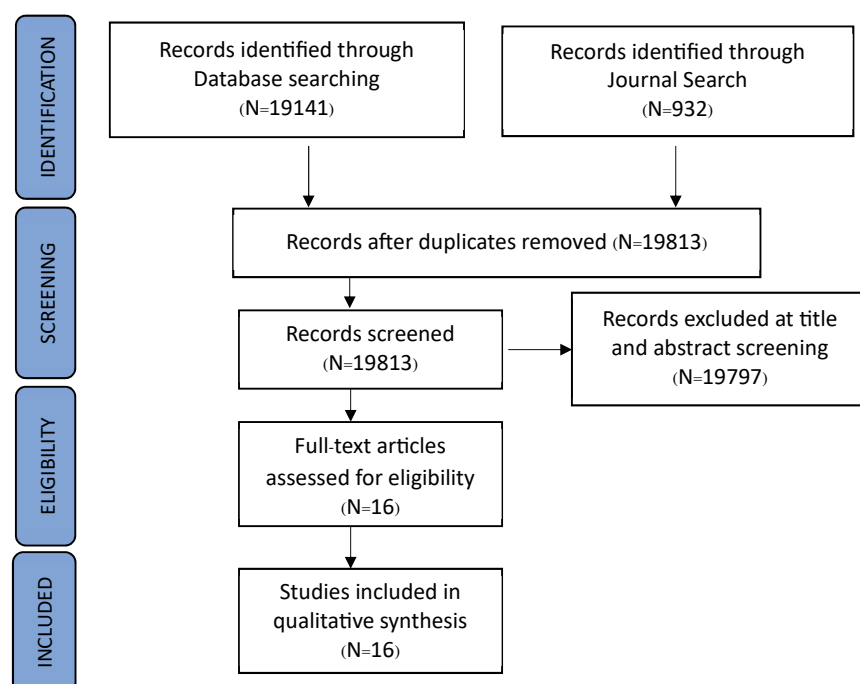 IDENTIFICATION
Records identified through
Database searching
(N=19141)
Records identified through
Journal Search
(N=932)
SCREENING
Records after duplicates removed (N=19813)
Records screened
(N=19813)
Records excluded at title
and abstract screening
(N=19797)
ELIGIBILITY
Full-text articles
assessed for eligibility
(N=16)
INCLUDED
Studies included in
qualitative synthesis
(N=16)